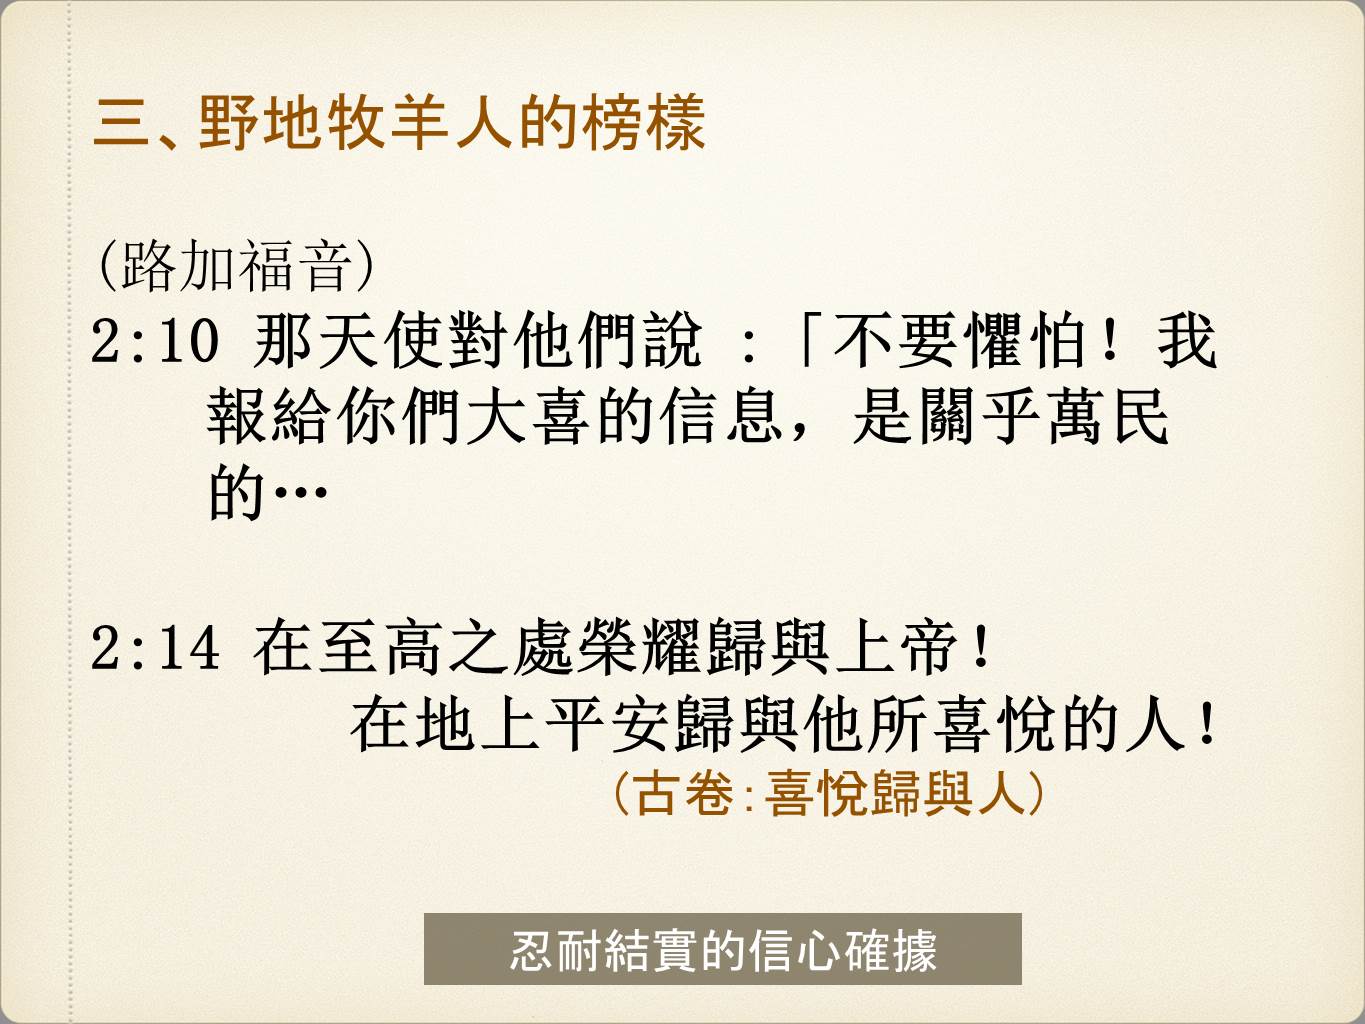 三、野地牧羊人的榜樣
(路加福音)
2:10 那天使對他們說 :「不要懼怕！我
報給你們大喜的信息，是關乎萬民
的…
2:14 在至高之處榮耀歸與上帝！
在地上平安歸與他所喜悅的人！
(古卷:喜悅歸與人)
忍耐結實的信心確據